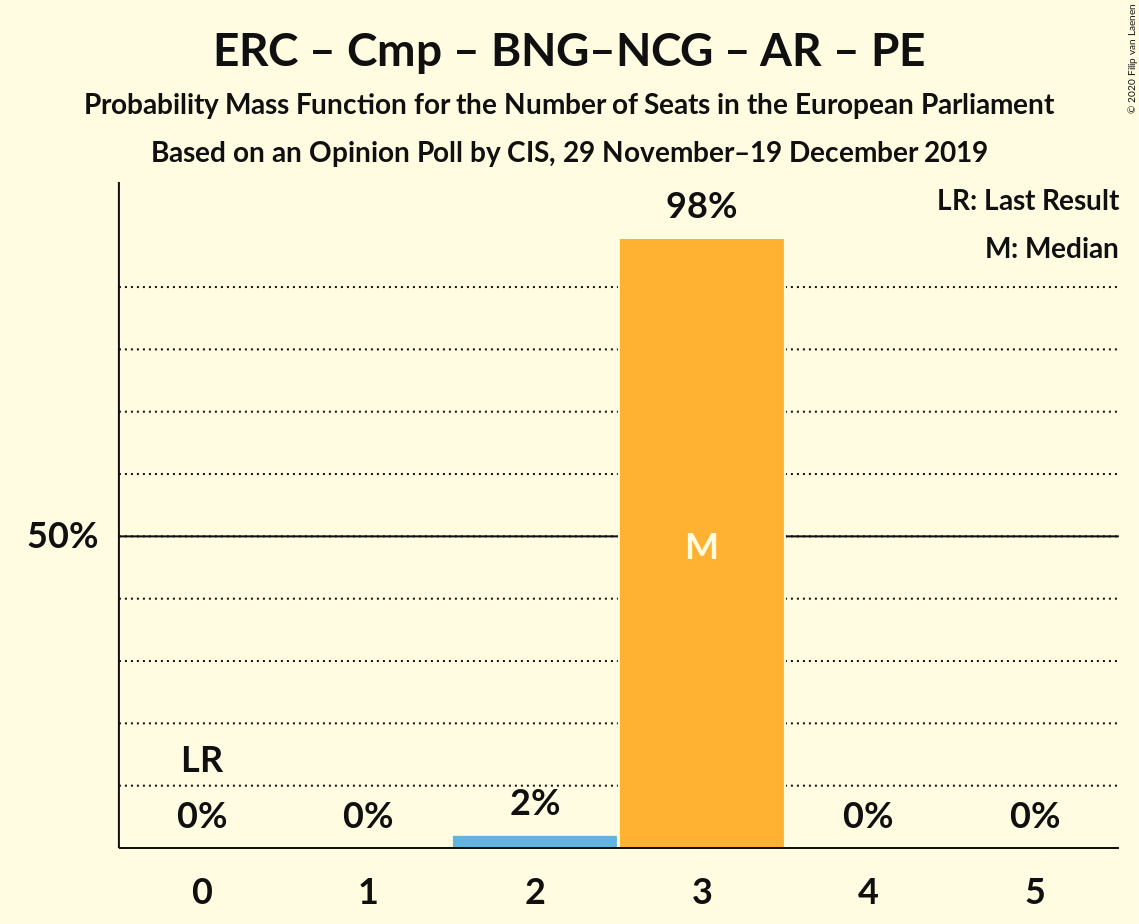 ERC – Cmp – BNG–NCG – AR – PE
Probability Mass Function for the Number of Seats in the European Parliament
Based on an Opinion Poll by CIS, 29 November–19 December 2019
© 2020 Filip van Laenen
LR: Last Result
M: Median
98%
50%
M
LR
0%
0%
2%
0%
0%
0
1
2
3
4
5